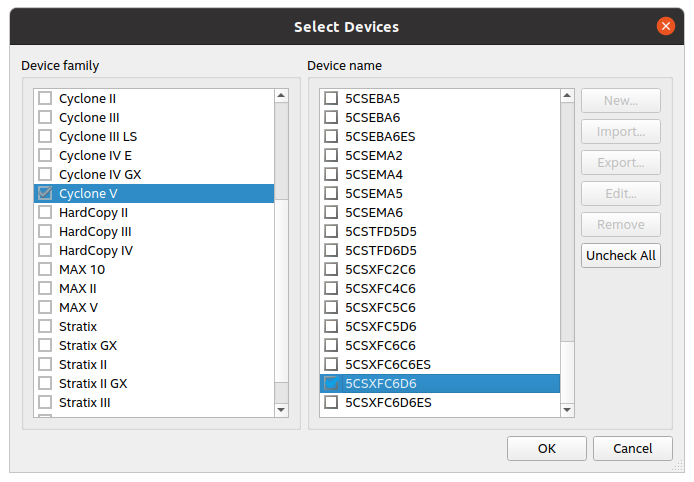 Select Devices
Device family
Cyclone II
Cyclone III
Cyclone III LS
Cyclone IV E
Cyclone IV GX
Cyclone V
HardCopy II
HardCopy III
HardCopy IV
MAX 10
MAX II
MAX V
Stratix
Stratix GX
Stratix II
Stratix II GX
Stratix III
Device name
5CSEBA5
5CSEBA6
5CSEBA6ES
5CSEMA2
5CSEMA4
5CSEMA5
5CSEMA6
5CSTFD5D5
5CSTFD6D5
5CSXFC2C6
5CSXFC4C6
5CSXFC5C6
5CSXFC5D6
5CSXFC6C6
5CSXFC6C6ES
5CSXFC6D6
5CSXFC6D6ES
New...
Import...
Export...
Edit...
Remove
Uncheck All
OK
Cancel